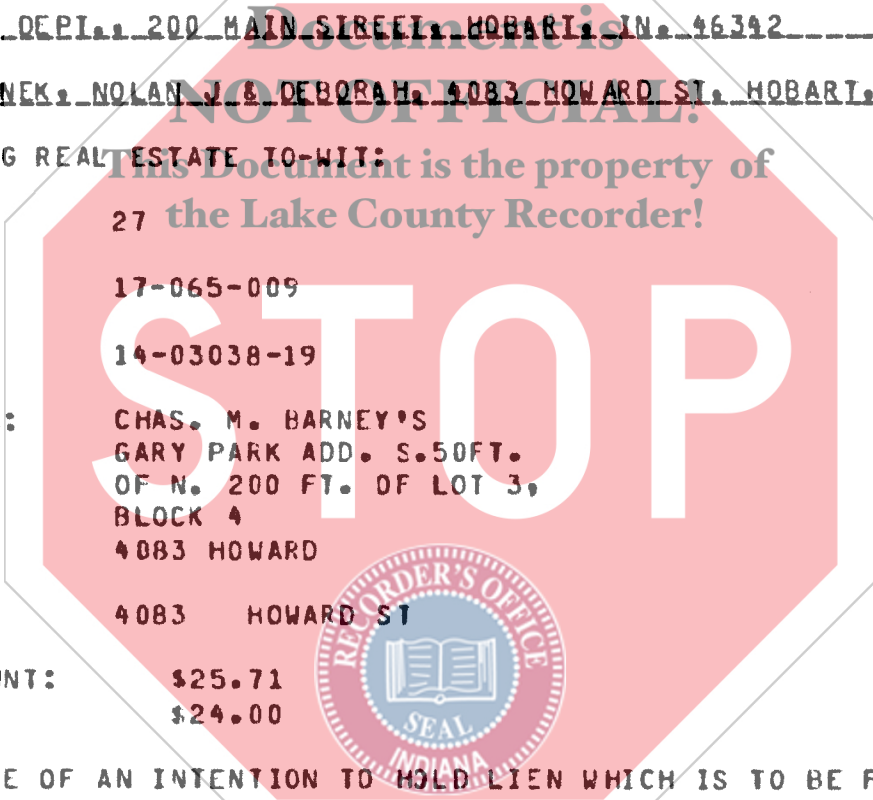 DEPT., 200 MAIN STREET, HOBART, IN. 46342
Document is
NEK, NOLAN J & DEBORAH, 4083 HOWARD ST, HOBART,
NOT OFFICIAL!
G REAL ESTATE TO-WIT:
This Document is the property of
the Lake County Recorder!
27
17-065-009
STOP
14-03038-19
: CHAS. M. BARNEY'S
GARY PARK ADD. S.50FT.
OF N. 200 FT. OF LOT 3,
BLOCK 4
4083 HOWARD
4083 HOWARD ST
RECORDER'S OFFICE
NT: $25.71
$24.00
SEAL
INDIANA
E OF AN INTENTION TO HOLD LIEN WHICH IS TO BE F